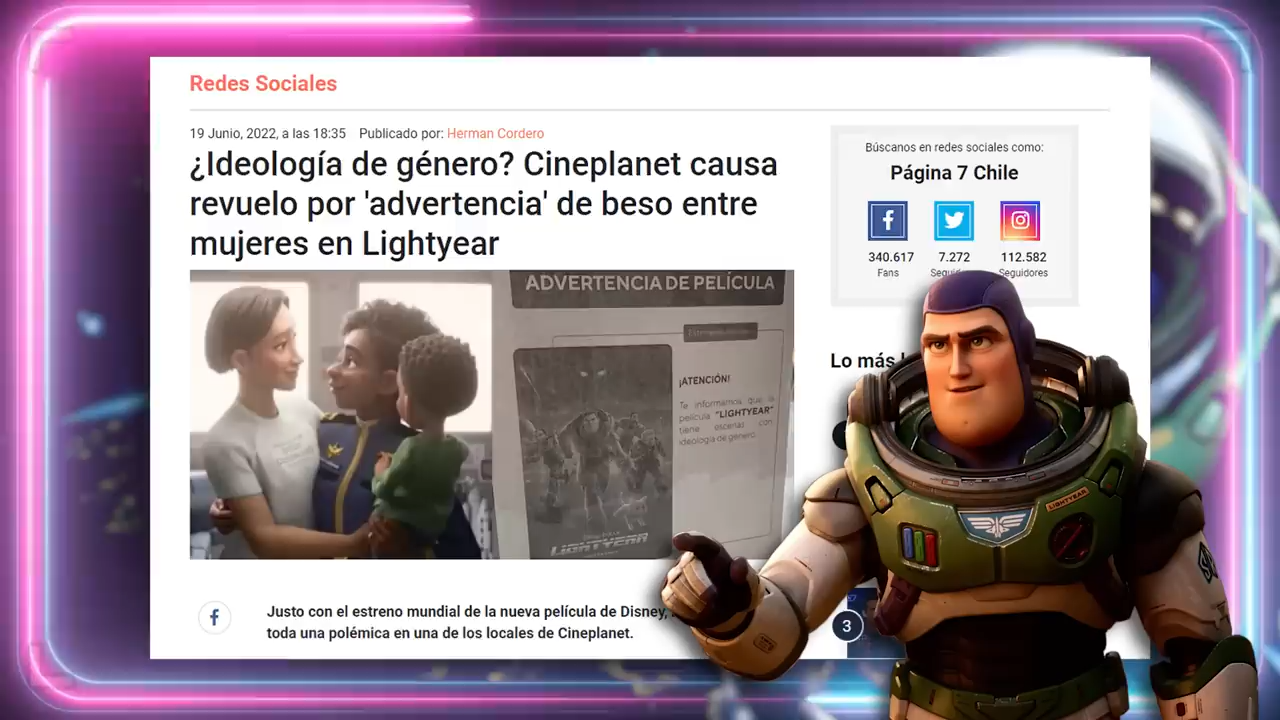 Redes Sociales
19 Junio, 2022, a las 18:35 Publicado por: Herman Cordero
¿Ideología de género? Cineplanet causa
revuelo por 'advertencia' de beso entre
mujeres en Lightyear
ADVERTENCIA DE PELÍCULA
¡ATENCIÓN!
Te informamos que la
película "LIGHTYEAR"
tiene escenas con
ideología de género.
LIGHTYEAR
Justo con el estreno mundial de la nueva película de Disney,
toda una polémica en una de los locales de Cineplanet.
Búscanos en redes sociales como:
Página 7 Chile
340.617
7.272
112.582
Fans
Seguidores
Lo más
3
LIGHTYEAR